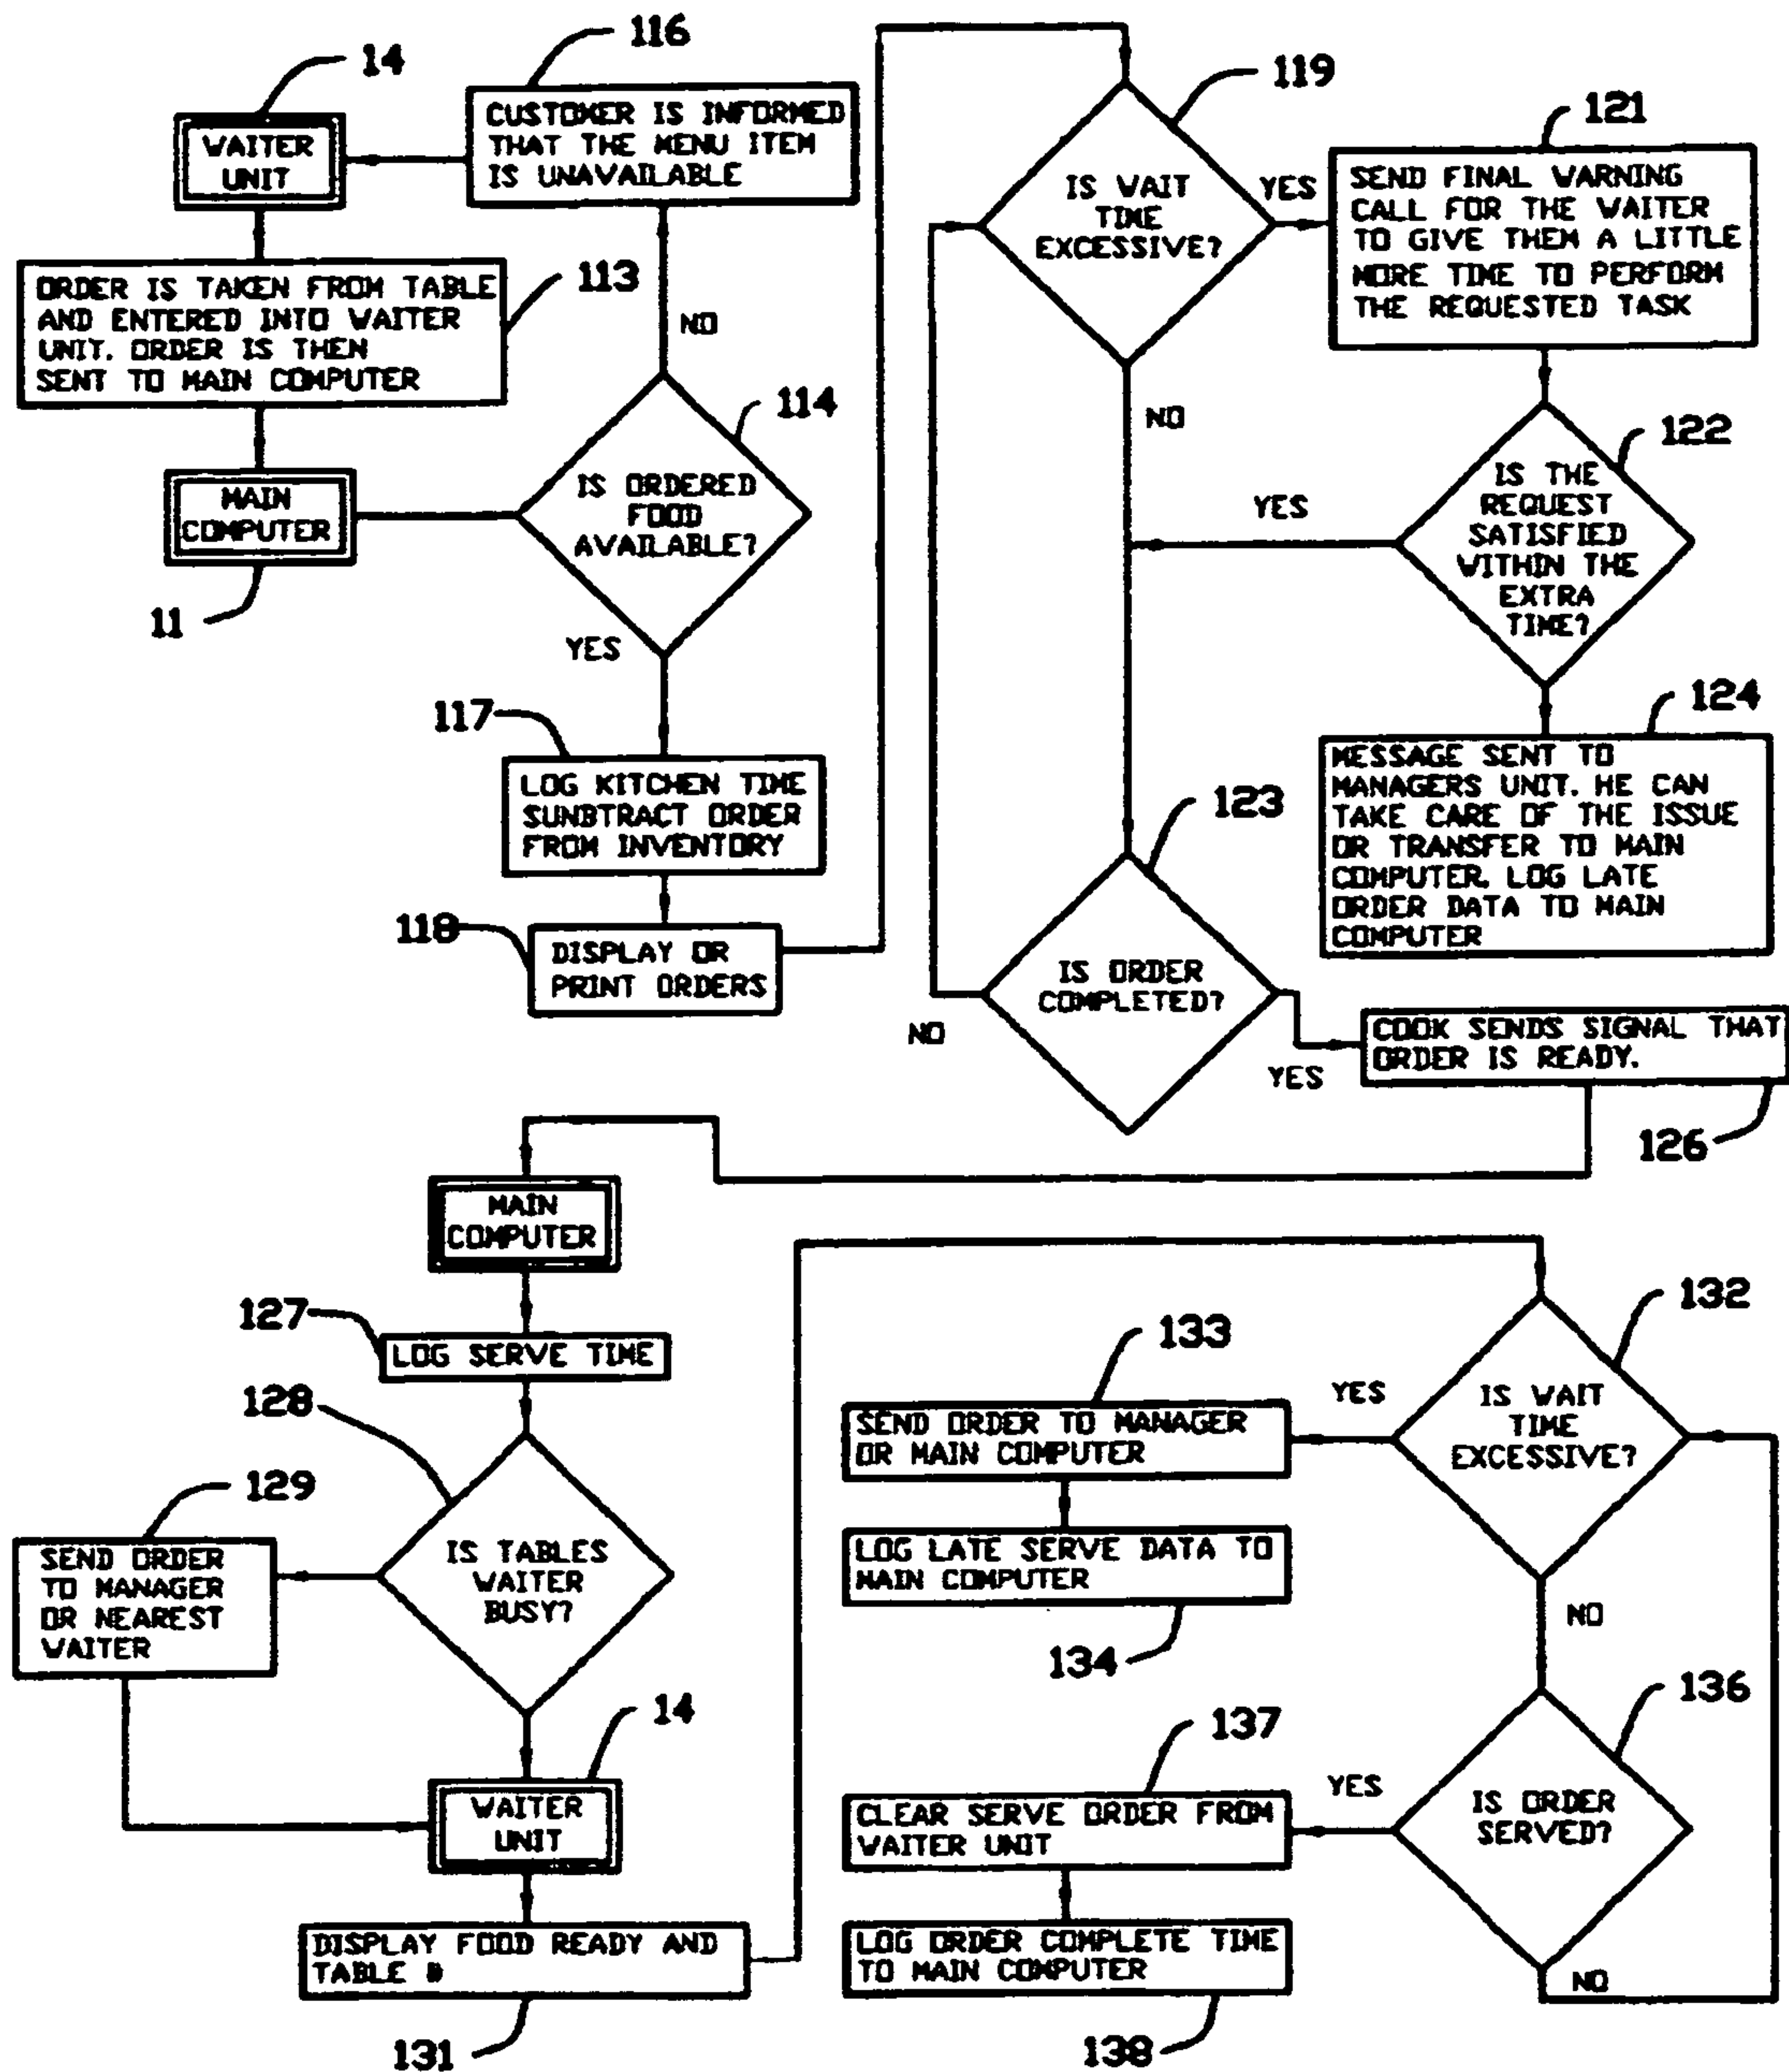 14
WAITER
UNIT
116
CUSTOMER IS INFORMED
THAT THE MENU ITEM
IS UNAVAILABLE
113
ORDER IS TAKEN FROM TABLE
AND ENTERED INTO WAITER
UNIT. ORDER IS THEN
SENT TO MAIN COMPUTER
NO
114
IS ORDERED
FOOD
AVAILABLE?
MAIN
COMPUTER
11
YES
117
LOG KITCHEN TIME
SUNBTRACT ORDER
FROM INVENTORY
118
DISPLAY OR
PRINT ORDERS
119
IS WAIT
TIME
EXCESSIVE?
YES
121
SEND FINAL WARNING
CALL FOR THE WAITER
TO GIVE THEM A LITTLE
MORE TIME TO PERFORM
THE REQUESTED TASK
NO
122
IS THE
REQUEST
SATISFIED
WITHIN THE
EXTRA
TIME?
YES
124
MESSAGE SENT TO
MANAGERS UNIT. HE CAN
TAKE CARE OF THE ISSUE
OR TRANSFER TO MAIN
COMPUTER. LOG LATE
ORDER DATA TO MAIN
COMPUTER
123
IS ORDER
COMPLETED?
NO
YES
COOK SENDS SIGNAL THAT
ORDER IS READY.
126
MAIN
COMPUTER
127
LOG SERVE TIME
128
IS TABLES
WAITER
BUSY?
129
SEND ORDER
TO MANAGER
OR NEAREST
WAITER
14
WAITER
UNIT
DISPLAY FOOD READY AND
TABLE #
131
132
IS WAIT
TIME
EXCESSIVE?
YES
133
SEND ORDER TO MANAGER
OR MAIN COMPUTER
LOG LATE SERVE DATA TO
MAIN COMPUTER
134
NO
136
IS ORDER
SERVED?
YES
137
CLEAR SERVE ORDER FROM
WAITER UNIT
LOG ORDER COMPLETE TIME
TO MAIN COMPUTER
138
NO